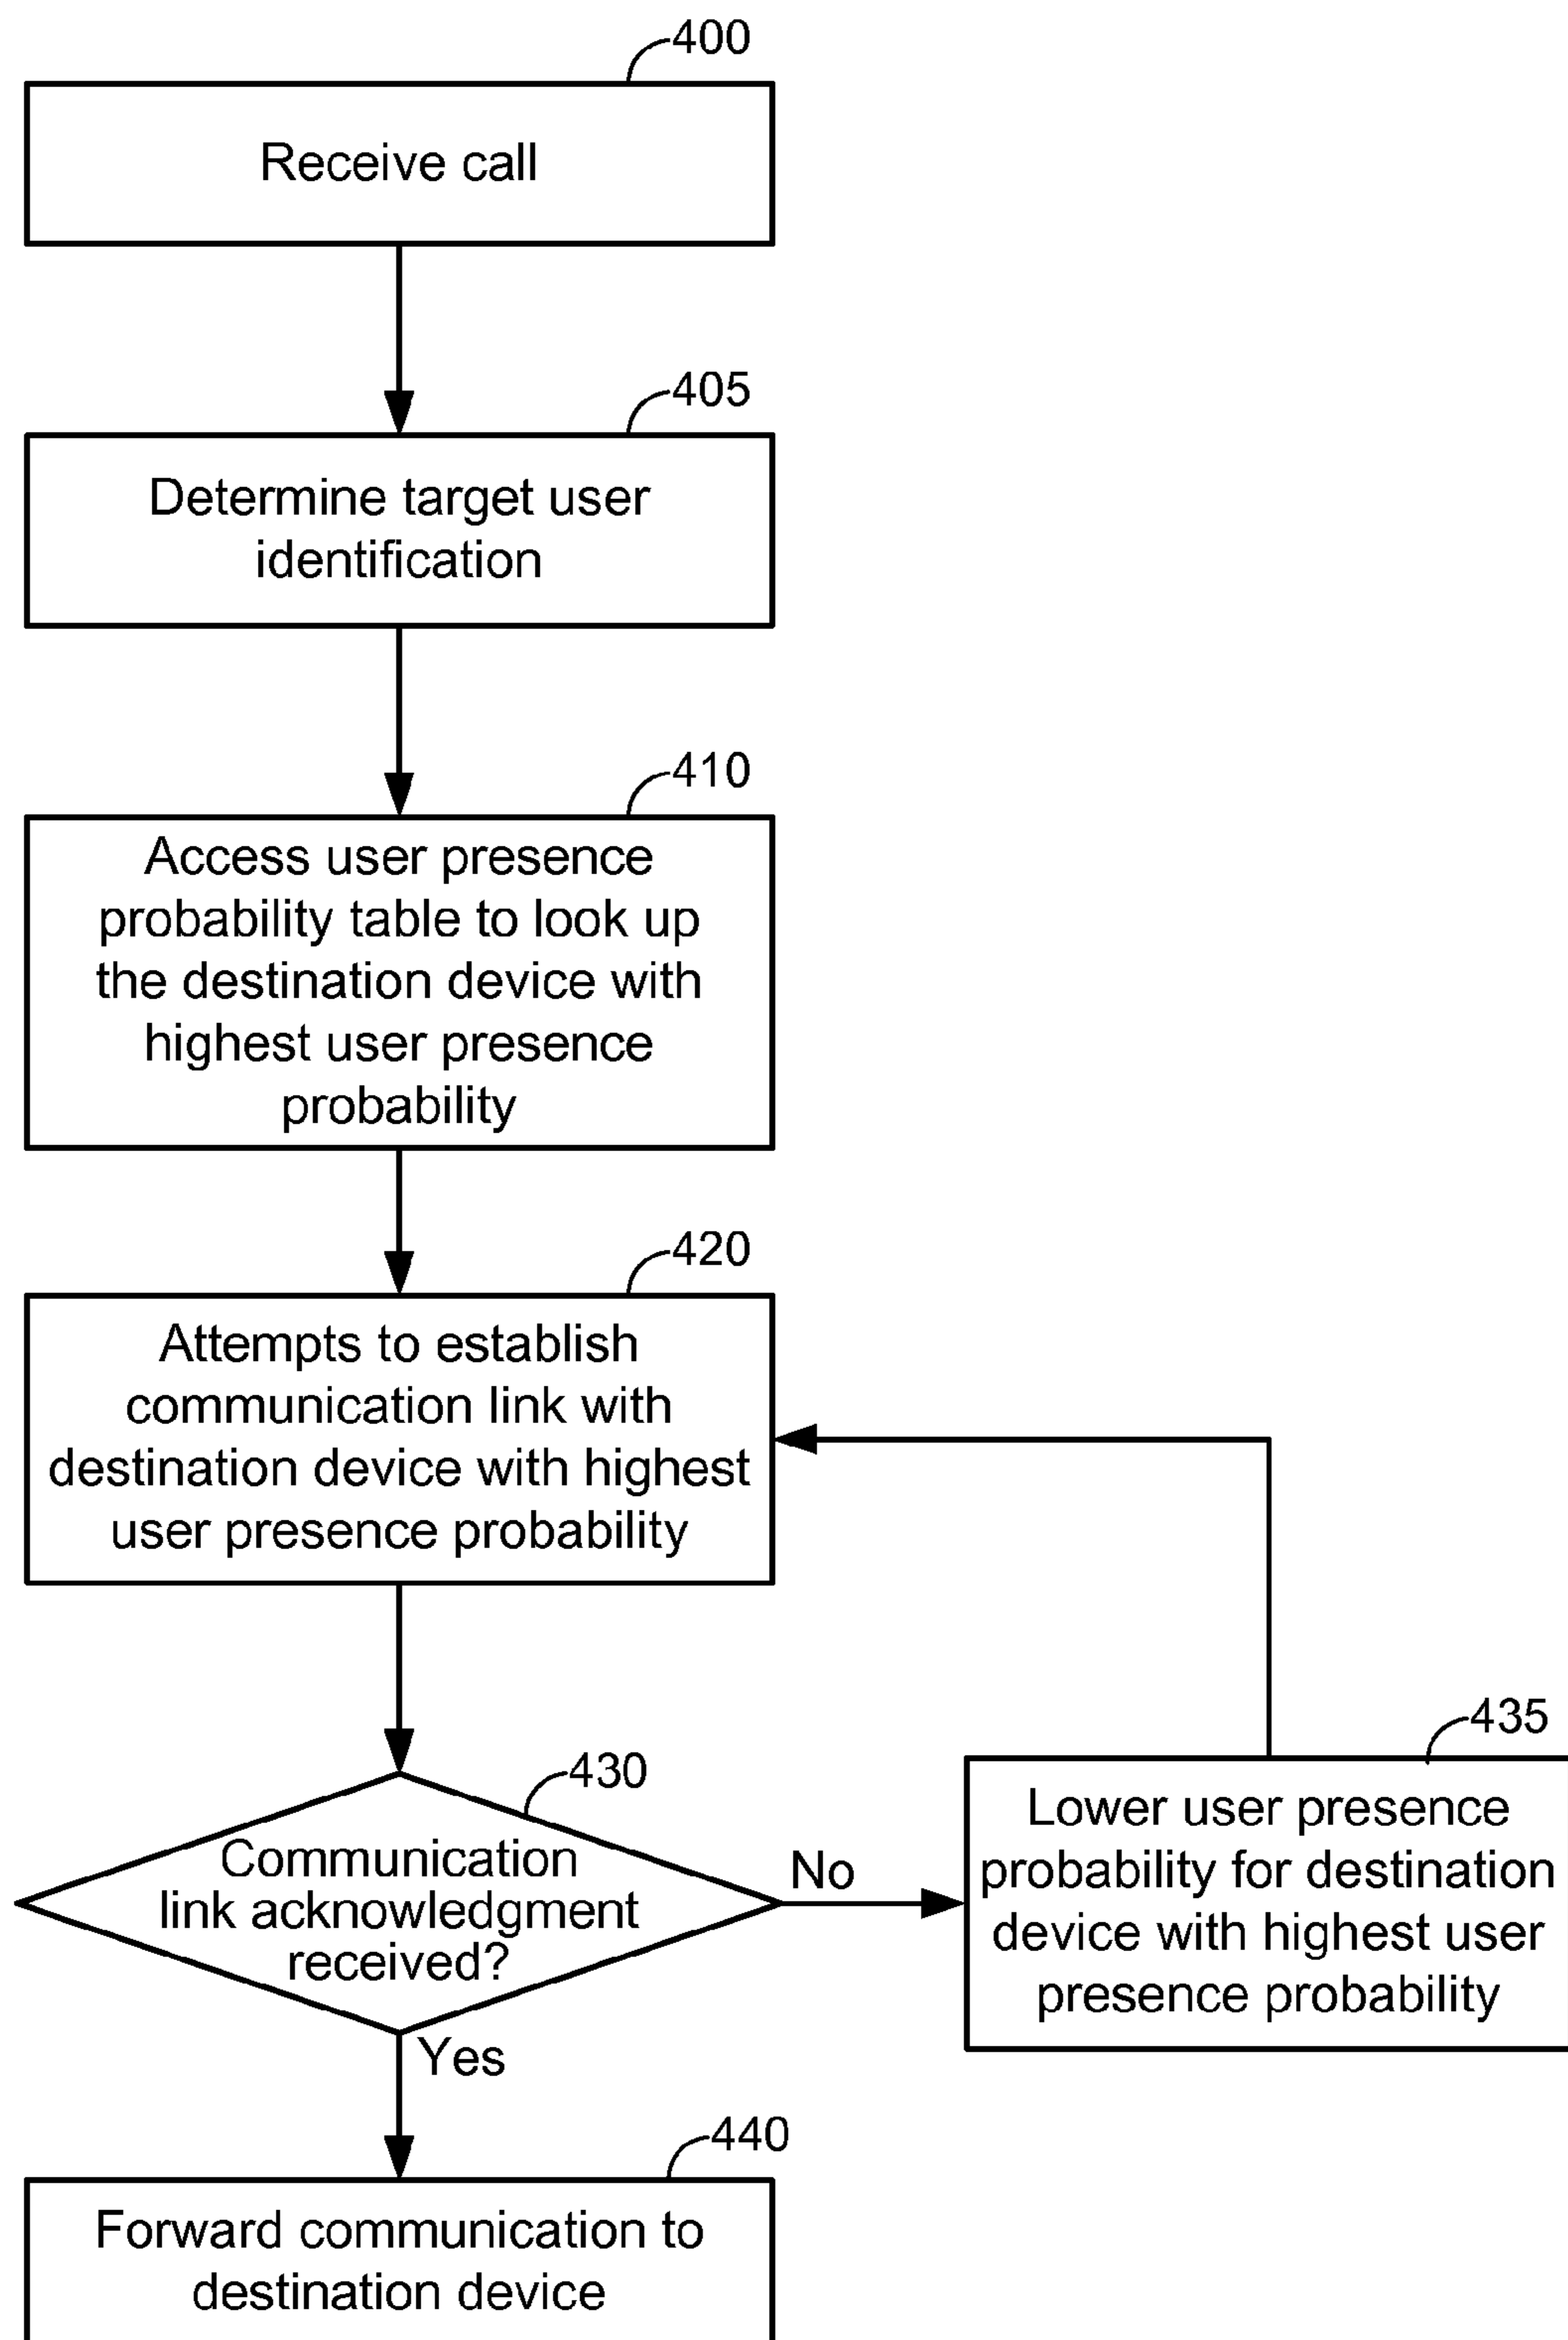 400
Receive call
405
Determine target user
identification
410
Access user presence
probability table to look up
the destination device with
highest user presence
probability
420
Attempts to establish
communication link with
destination device with highest
user presence probability
430
Communication
link acknowledgment
received?
No
435
Lower user presence
probability for destination
device with highest user
presence probability
Yes
440
Forward communication to
destination device